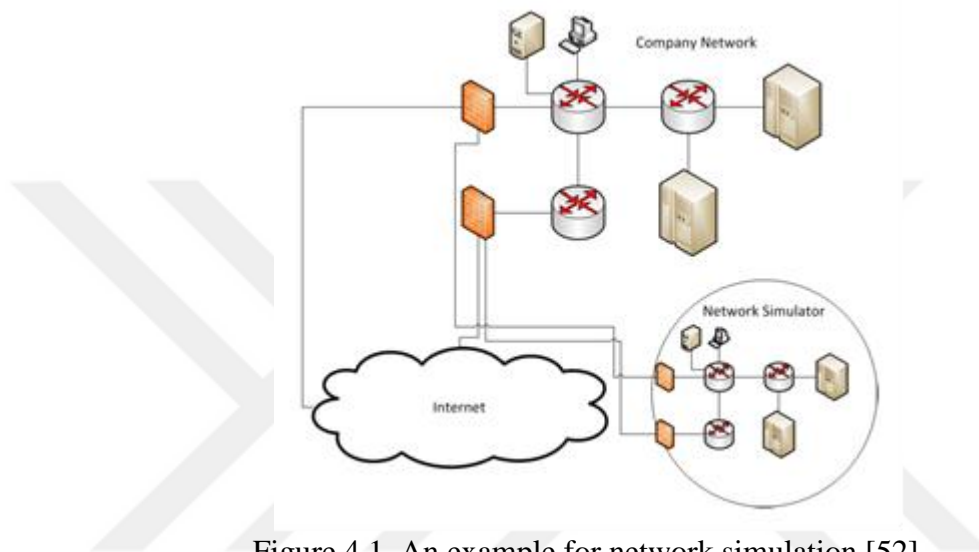 Company Network
Network Simulator
Internet
Figure 4.1. An example for network simulation [52]